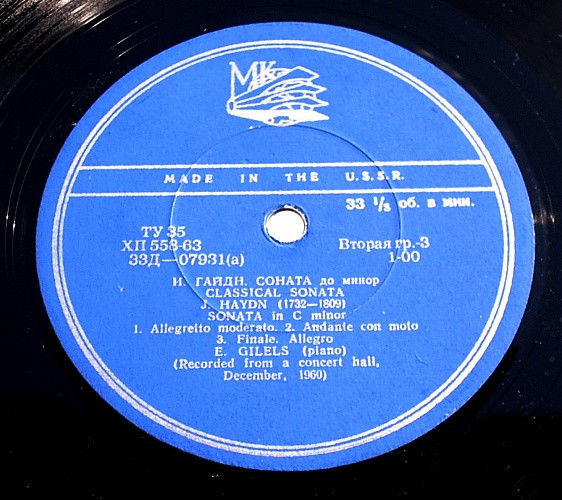 МК
MADE IN THE U.S.S.R.
33 ⅓ об. в мин.
ТУ 35
ХП 558-63
33Д—07931(а)
Вторая гр.-3
1-00
И. ГАЙДН. СОНАТА до минор
CLASSICAL SONATA
J. HAYDN (1732—1809)
SONATA in C minor
1. Allegretto moderato. 2. Andante con moto
3. Finale. Allegro
E. GILELS (piano)
(Recorded from a concert hall,
December, 1960)